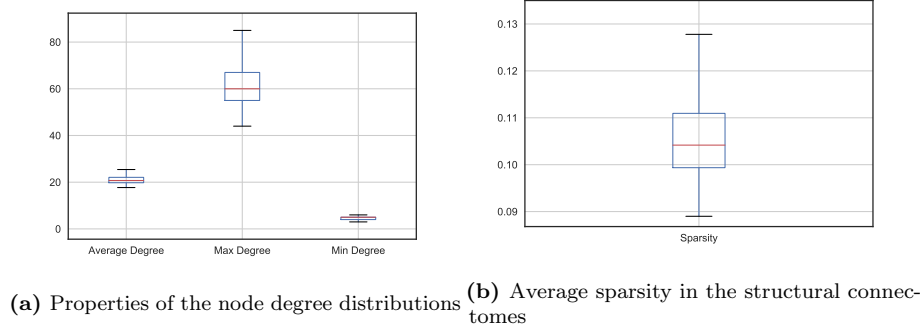 80
60
40
20
0
Average Degree Max Degree Min Degree
0.13
0.12
0.11
0.10
0.09
Sparsity
(a) Properties of the node degree distributions
(b) Average sparsity in the structural connec-
tomes